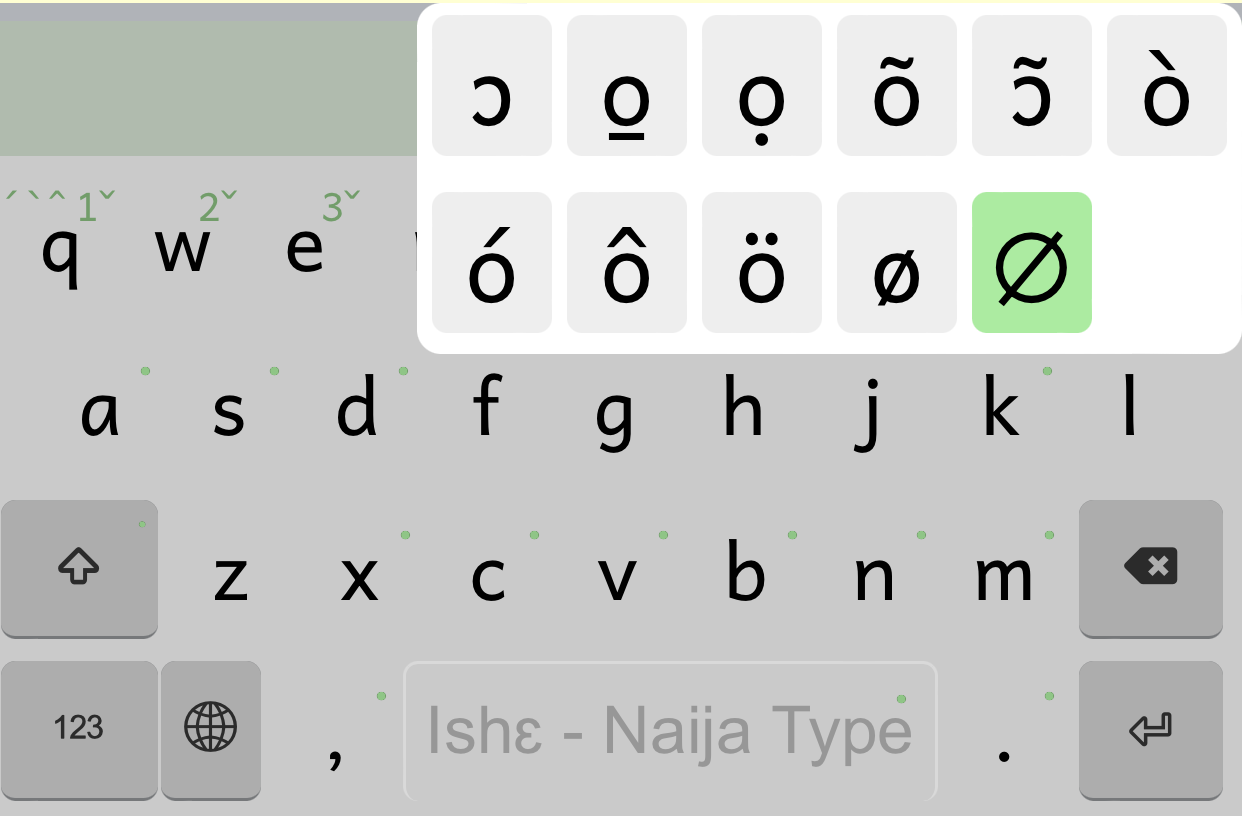 ɔ o̱ ọ õ ɔ̃ ò
ó ô ö ø ∅
ˊ ˋ ˆ 1ˇ 2ˇ 3ˇ
q w e
a s d f g h j k l
z x c v b n m
123 , Ishɛ - Naija Type .